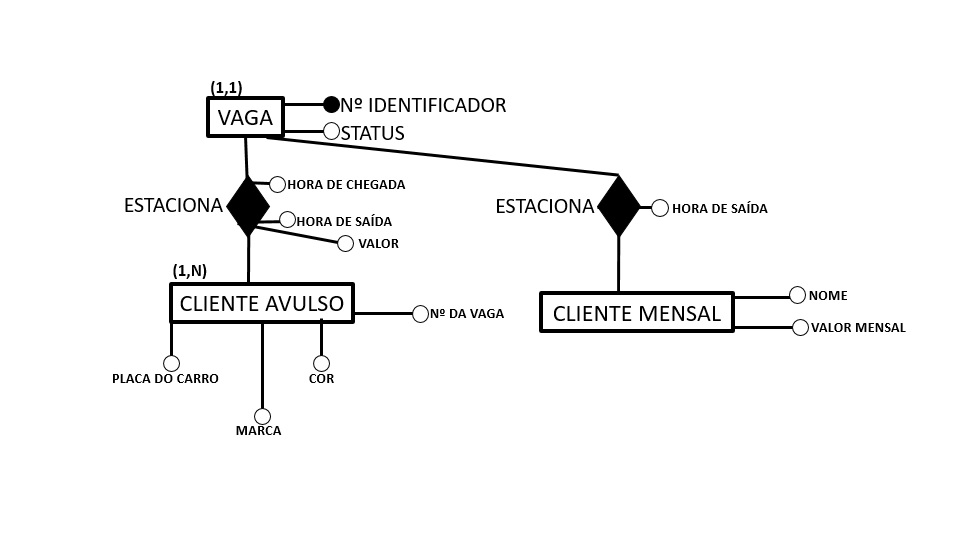 (1,1)
VAGA
Nº IDENTIFICADOR
STATUS
HORA DE CHEGADA
ESTACIONA
HORA DE SAÍDA
VALOR
ESTACIONA
HORA DE SAÍDA
(1,N)
CLIENTE AVULSO
Nº DA VAGA
PLACA DO CARRO
COR
MARCA
CLIENTE MENSAL
NOME
VALOR MENSAL